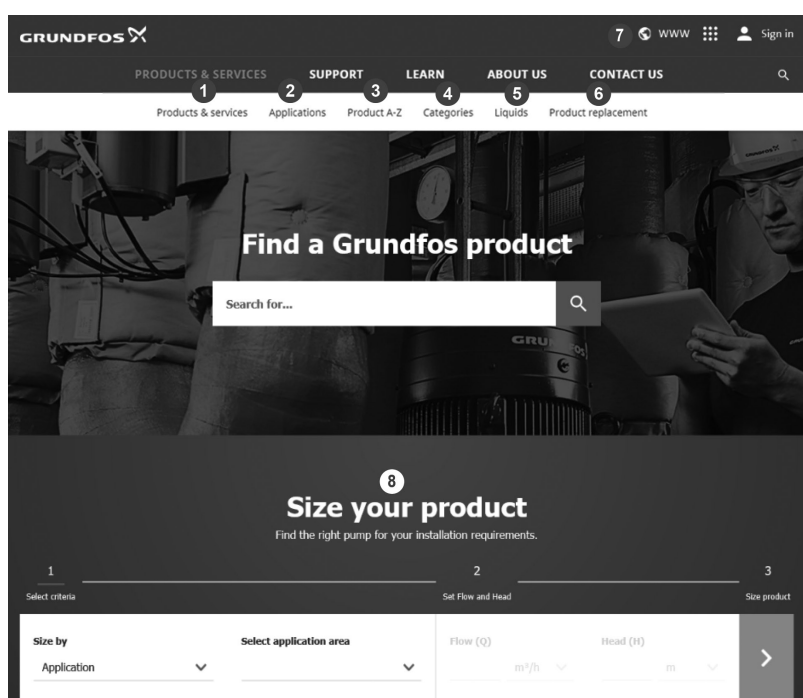 GRUNDFOS
7 WWW Sign in
PRODUCTS & SERVICES SUPPORT LEARN ABOUT US CONTACT US
1 2 3 4 5 6
Products & services Applications Product A-Z Categories Liquids Product replacement
GRUNDFOS
Find a Grundfos product
Search for...
GRUNDFOS
8
Size your product
Find the right pump for your installation requirements.
1 2 3
Select criteria Set Flow and Head Size product
Size by Select application area Flow (Q) Head (H)
Application m³/h m